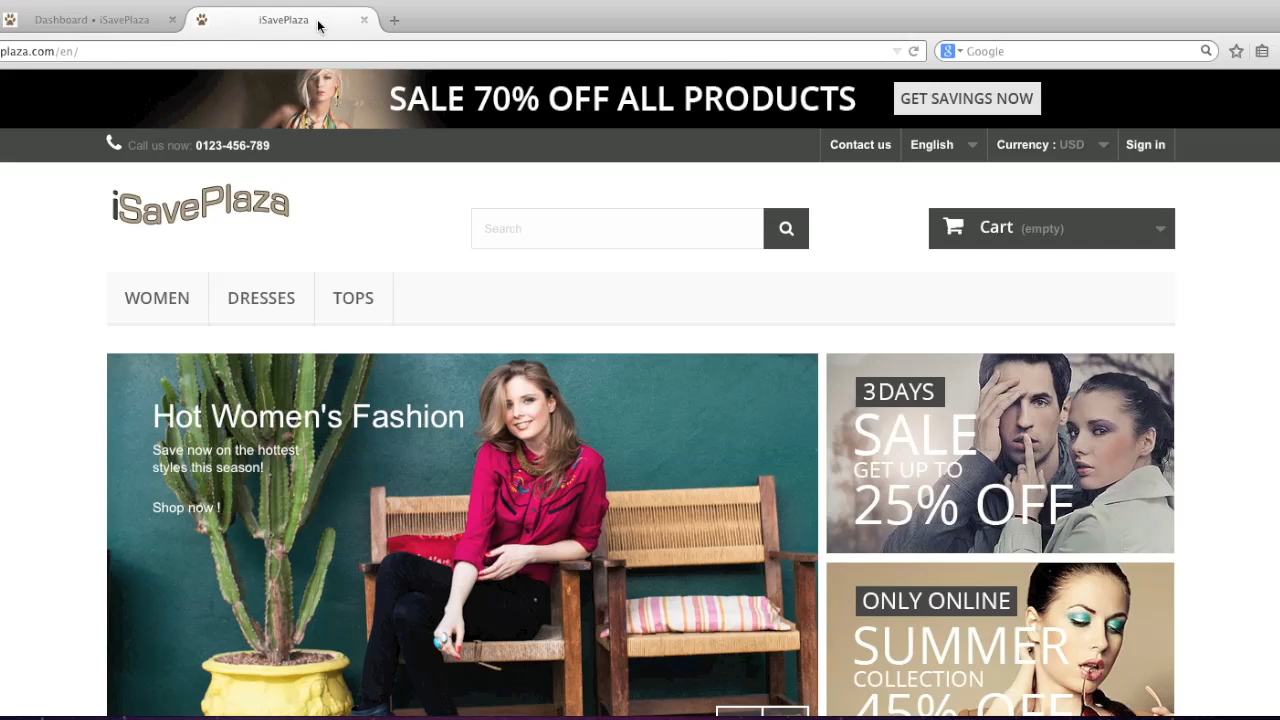 Dashboard • iSavePlaza
iSavePlaza
plaza.com/en/
Google
SALE 70% OFF ALL PRODUCTS
GET SAVINGS NOW
Call us now: 0123-456-789
Contact us
English
Currency : USD
Sign in
iSavePlaza
Search
Cart (empty)
WOMEN
DRESSES
TOPS
Hot Women's Fashion
Save now on the hottest
styles this season!
Shop now !
3DAYS
SALE
GET UP TO
25% OFF
ONLY ONLINE
SUMMER
COLLECTION
45% OFF